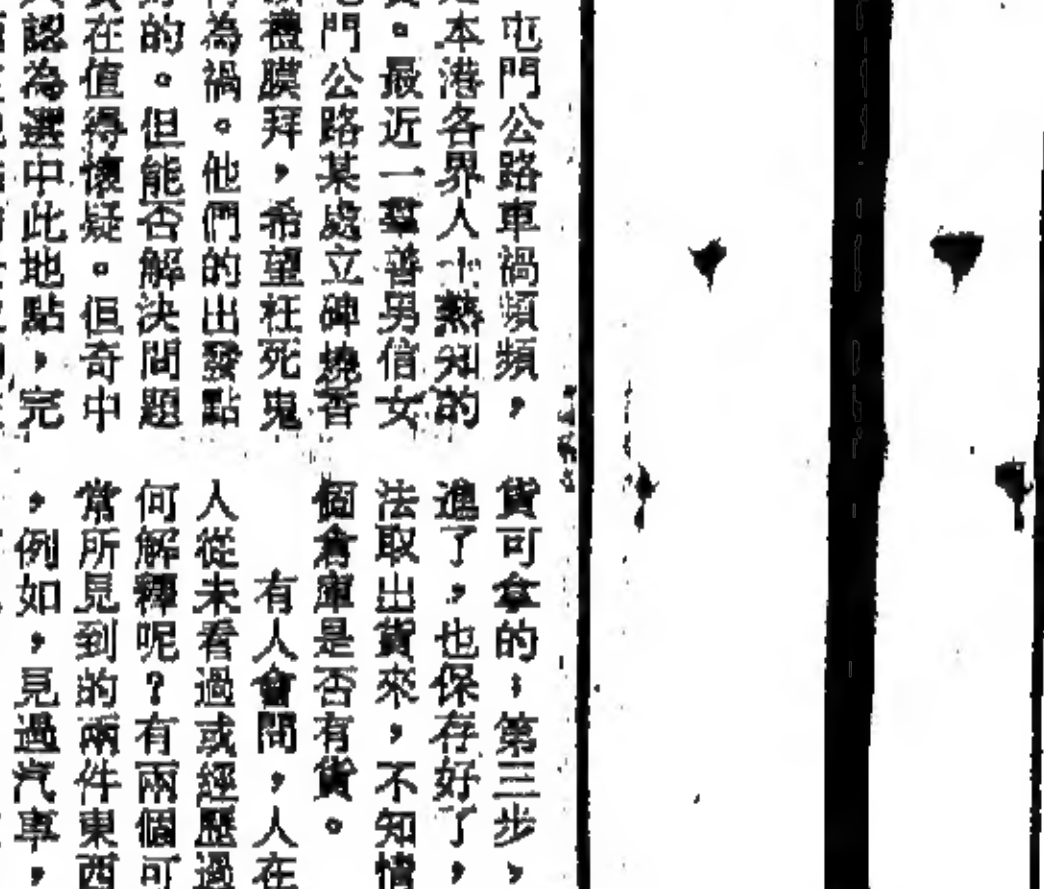 屯門公路車禍頻頻，
本港各界人士熟知的
。最近一羣善男信女
門公路某處立碑燒香
禮膜拜，希望枉死鬼
為禍。他們的出發點
的。但能否解決問題
在值得懷疑。但奇中
認為選中此地點，完
貨可拿的；第三步，
進了，也保存好了，
法取出貨來，不知情
個倉庫是否有貨。
有人會問，人在
人從未看過或經歷過
何解釋呢？有兩個可
常所見到的兩件東西
，例如，見過汽車，